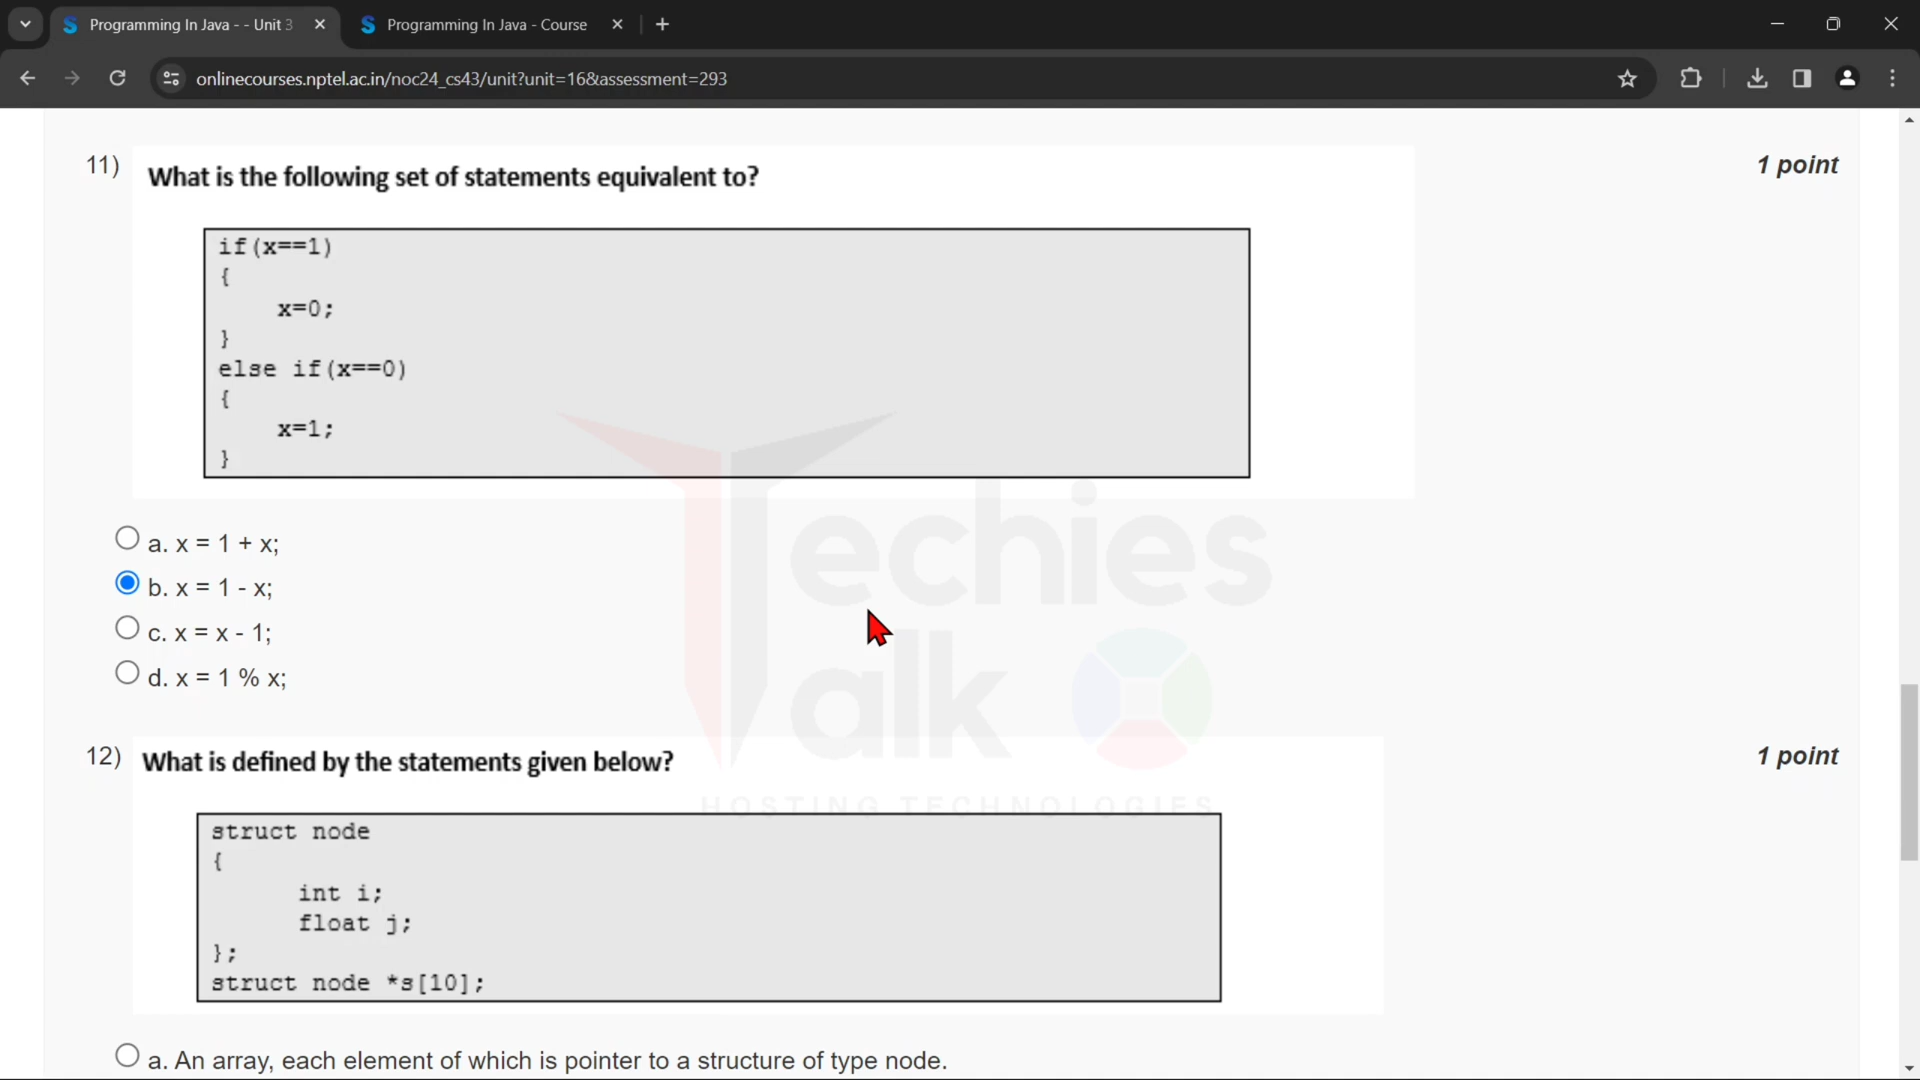 Programming In Java - - Unit 3
Programming In Java - Course
onlinecourses.nptel.ac.in/noc24_cs43/unit?unit=16&assessment=293
11) What is the following set of statements equivalent to? 1 point
if(x==1)
{
x=0;
}
else if(x==0)
{
x=1;
}
a. x = 1 + x;
b. x = 1 - x;
c. x = x - 1;
d. x = 1 % x;
Techies
Talk
HOSTING TECHNOLOGIES
12) What is defined by the statements given below? 1 point
struct node
{
int i;
float j;
};
struct node *s[10];
a. An array, each element of which is pointer to a structure of type node.